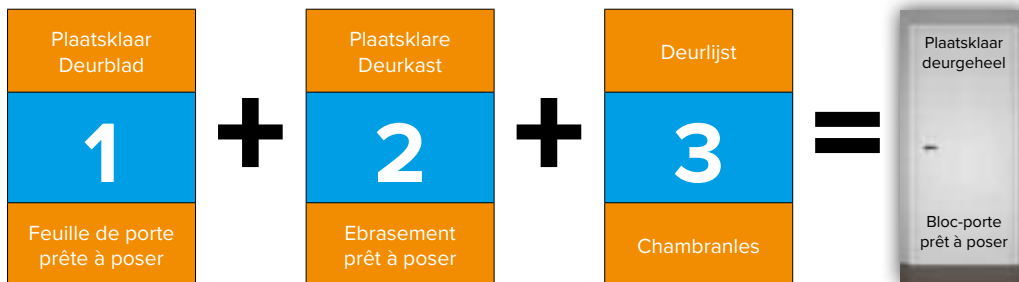 Plaatsklaar
Deurblad
1
Feuille de porte
prête à poser
+
Plaatsklare
Deurkast
2
Ebrasement
prêt à poser
+
Deurlijst
3
Chambranles
=
Plaatsklaar
deurgeheel
Bloc-porte
prêt à poser